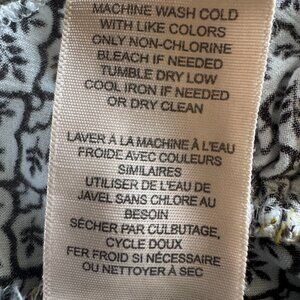 MACHINE WASH COLD
WITH LIKE COLORS
ONLY NON-CHLORINE
BLEACH IF NEEDED
TUMBLE DRY LOW
COOL IRON IF NEEDED
OR DRY CLEAN
LAVER À LA MACHINE À L'EAU
FROIDE AVEC COULEURS
SIMILAIRES
UTILISER DE L'EAU DE
JAVEL SANS CHLORE AU
BESOIN
SÉCHER PAR CULBUTAGE,
CYCLE DOUX
FER FROID SI NÉCESSAIRE
OU NETTOYER À SEC